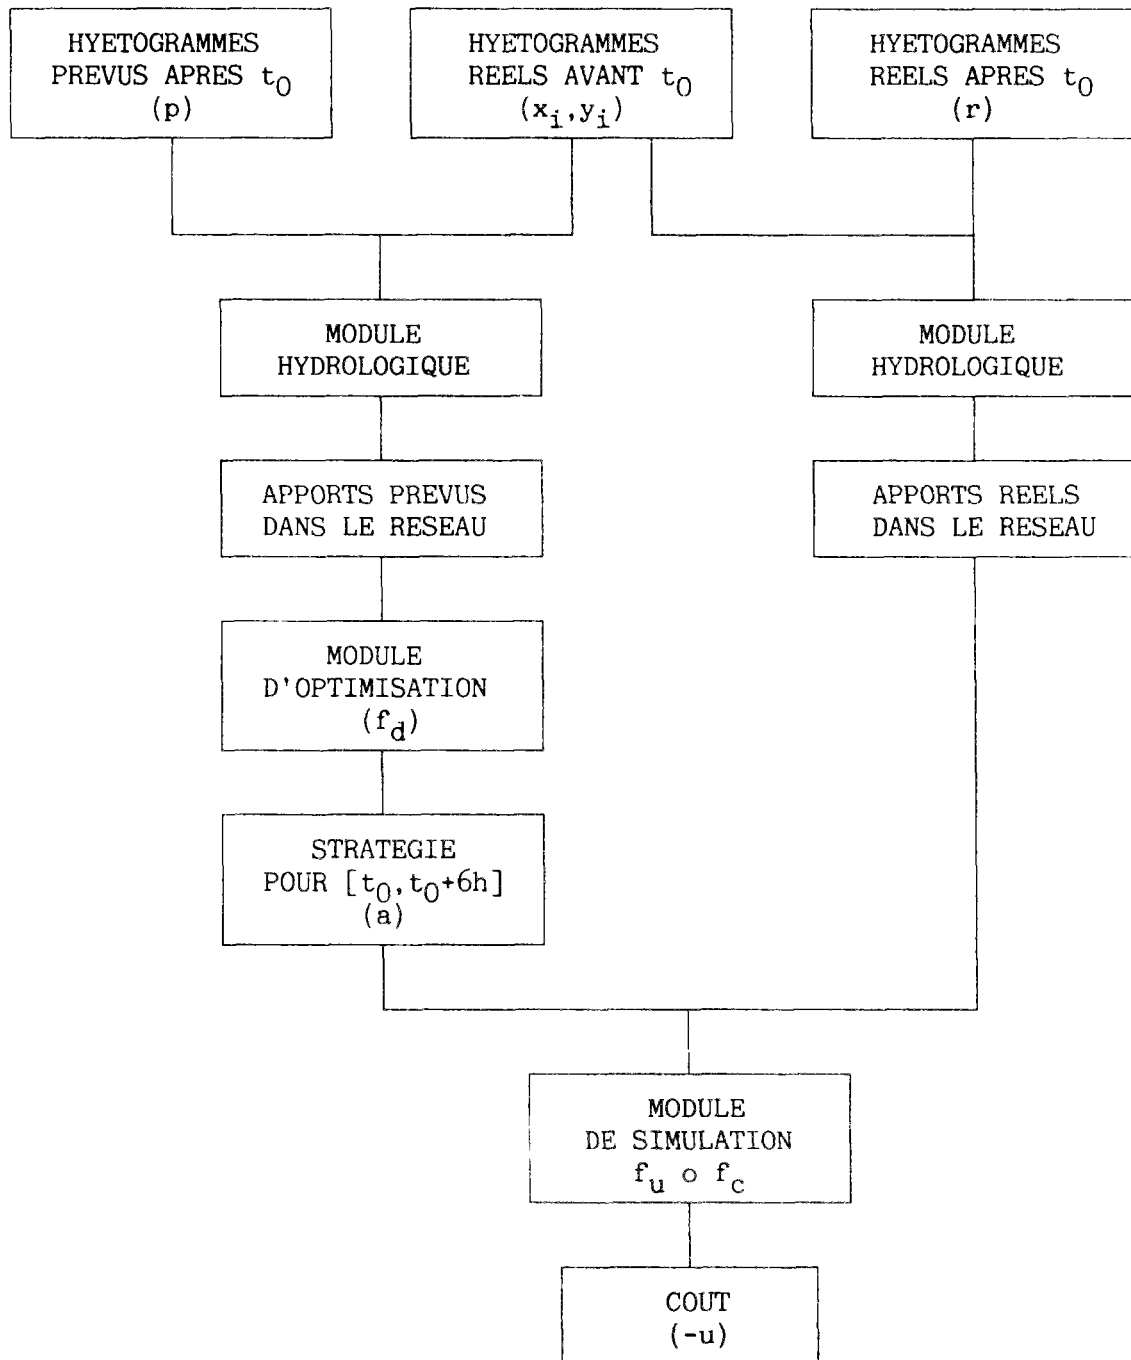 HYETOGRAMMES
PREVUS APRES t0
(p)
HYETOGRAMMES
REELS AVANT t0
(xi,yi)
HYETOGRAMMES
REELS APRES t0
(r)
MODULE
HYDROLOGIQUE
MODULE
HYDROLOGIQUE
APPORTS PREVUS
DANS LE RESEAU
APPORTS REELS
DANS LE RESEAU
MODULE
D'OPTIMISATION
(fd)
STRATEGIE
POUR [t0,t0+6h]
(a)
MODULE
DE SIMULATION
fu o fc
COUT
(-u)